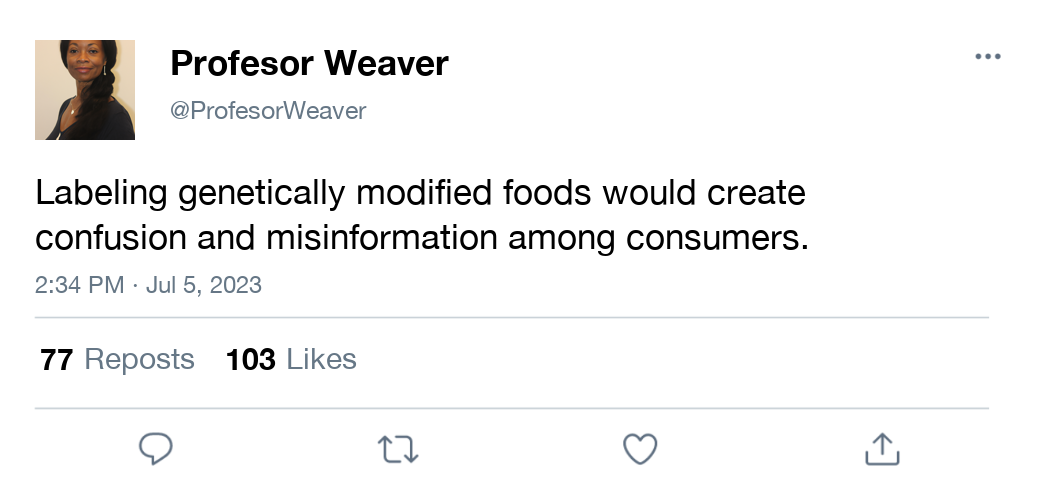 Profesor Weaver
@ProfesorWeaver
Labeling genetically modified foods would create
confusion and misinformation among consumers.
2:34 PM · Jul 5, 2023
77 Reposts 103 Likes